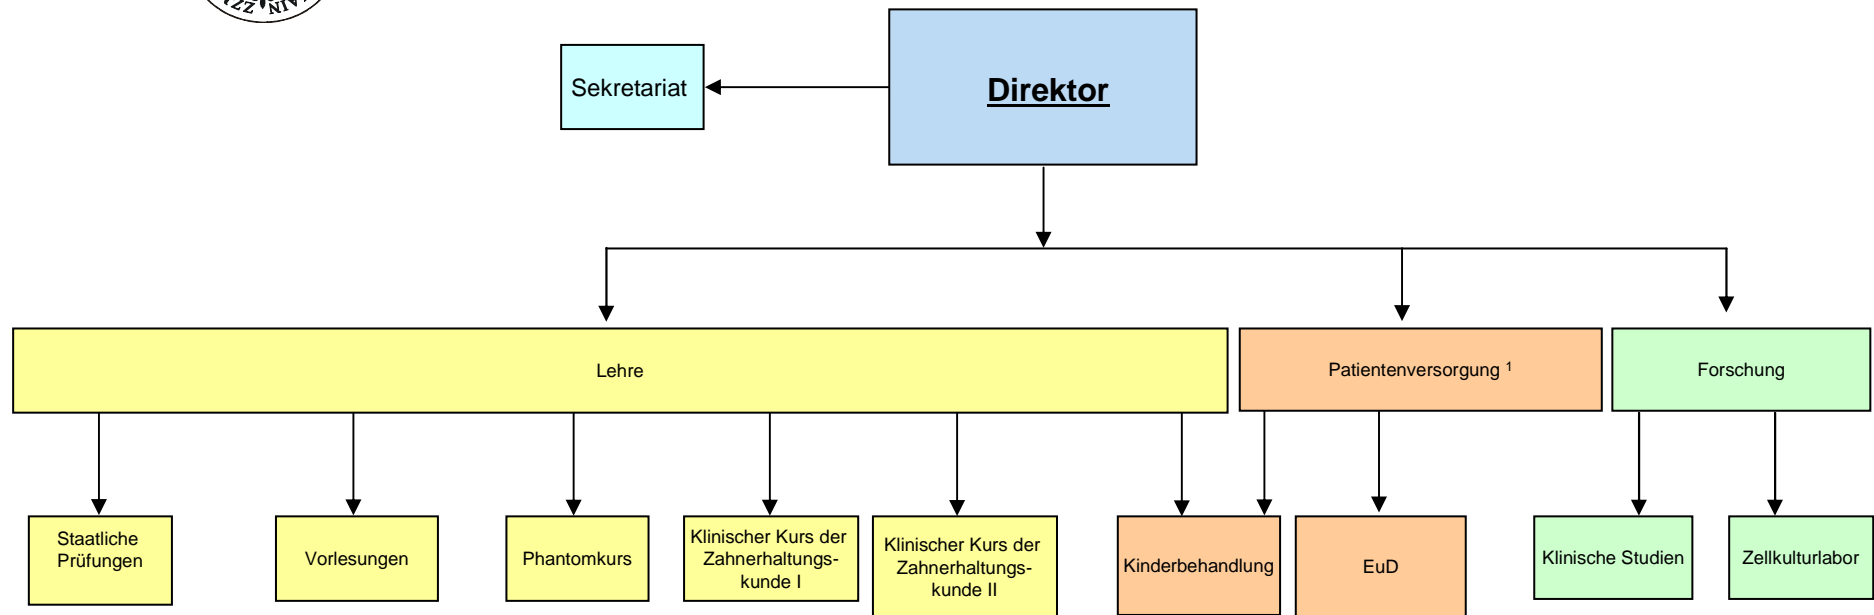 Sekretariat
Direktor
Lehre
Patientenversorgung ¹
Forschung
Staatliche
Prüfungen
Vorlesungen
Phantomkurs
Klinischer Kurs der
Zahnerhaltungs-
kunde I
Klinischer Kurs der
Zahnerhaltungs-
kunde II
Kinderbehandlung
EuD
Klinische Studien
Zellkulturlabor